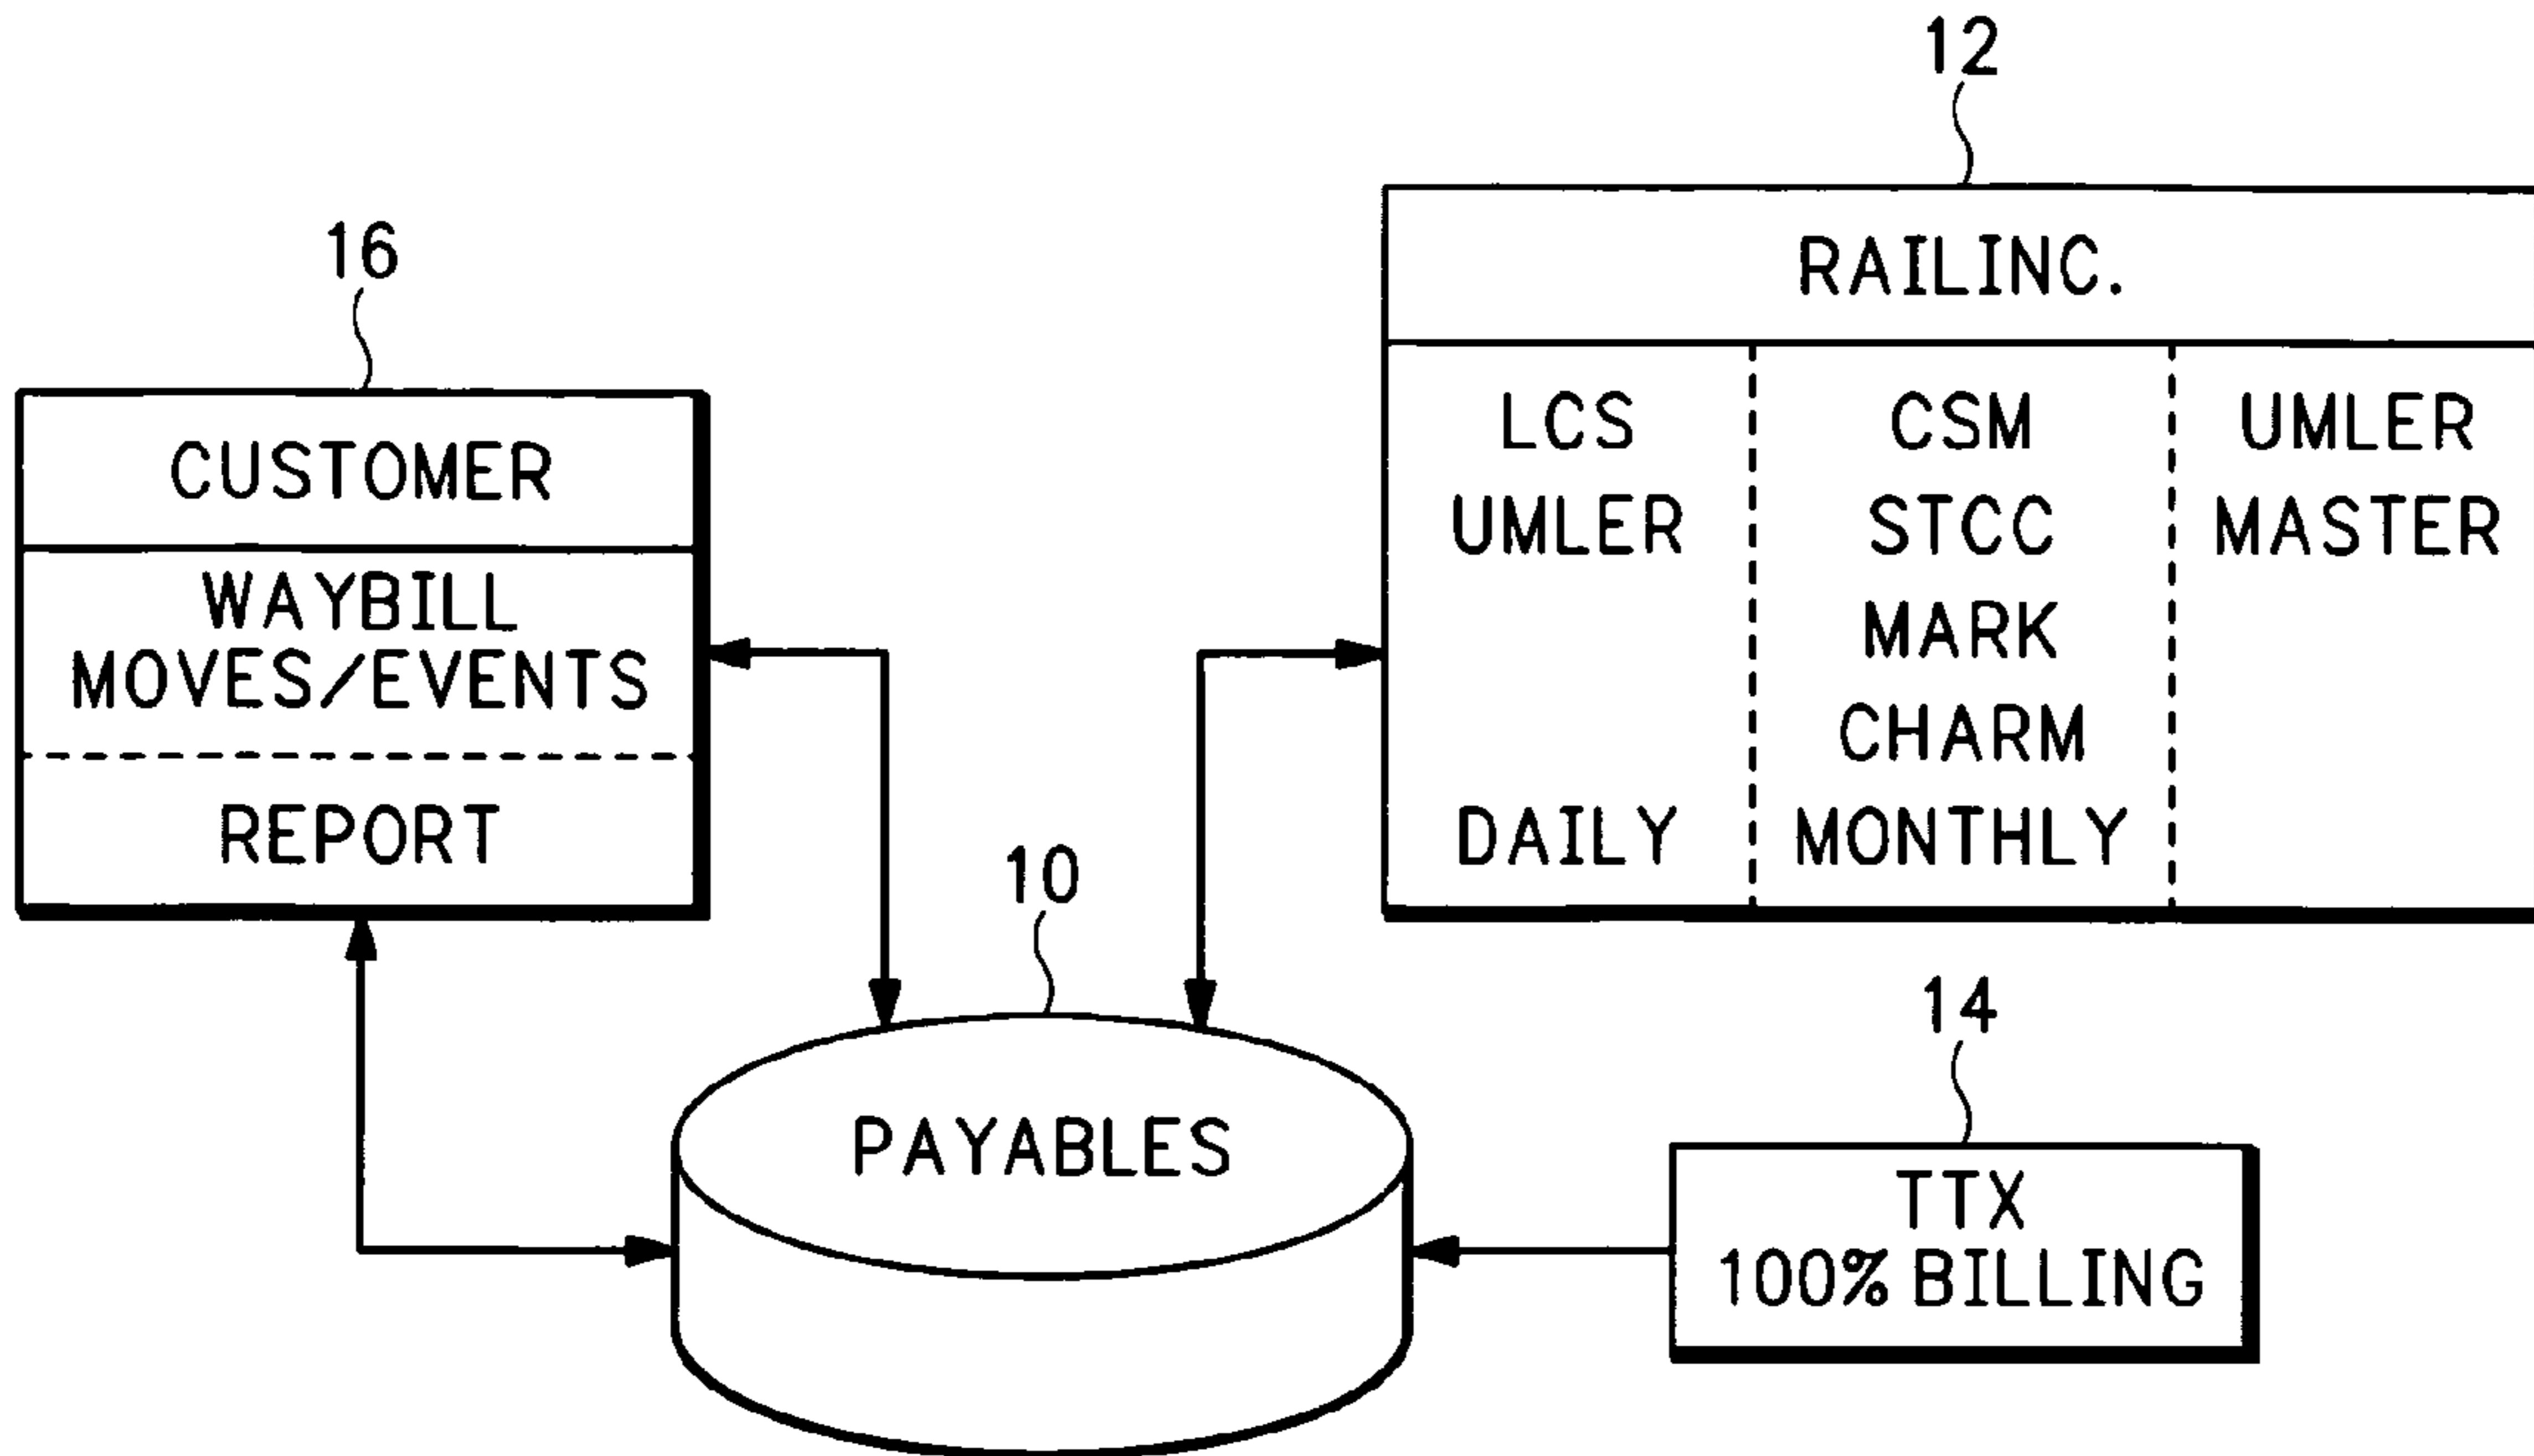 12
RAILINC.
LCS
UMLER
DAILY
CSM
STCC
MARK
CHARM
MONTHLY
UMLER
MASTER
16
CUSTOMER
WAYBILL
MOVES/EVENTS
REPORT
10
PAYABLES
14
TTX
100% BILLING